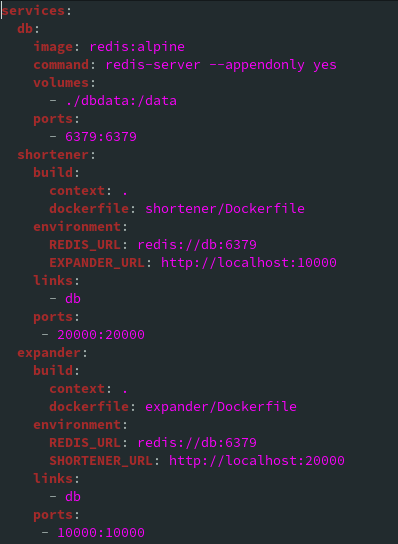 services:
  db:
    image: redis:alpine
    command: redis-server --appendonly yes
    volumes:
      - ./dbdata:/data
    ports:
      - 6379:6379
  shortener:
    build:
      context: .
      dockerfile: shortener/Dockerfile
    environment:
      REDIS_URL: redis://db:6379
      EXPANDER_URL: http://localhost:10000
    links:
      - db
    ports:
     - 20000:20000
  expander:
    build:
      context: .
      dockerfile: expander/Dockerfile
    environment:
      REDIS_URL: redis://db:6379
      SHORTENER_URL: http://localhost:20000
    links:
      - db
    ports:
     - 10000:10000